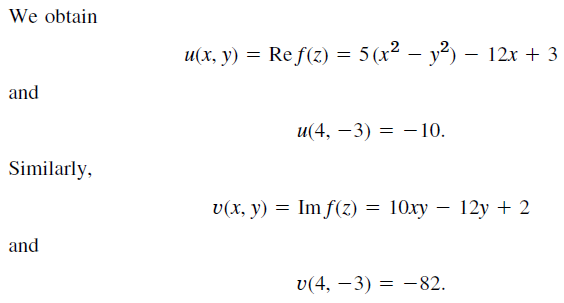 We obtain
u(x, y) = Re f(z) = 5(x² − y²) − 12x + 3
and
u(4, −3) = −10.
Similarly,
v(x, y) = Im f(z) = 10xy − 12y + 2
and
v(4, −3) = −82.